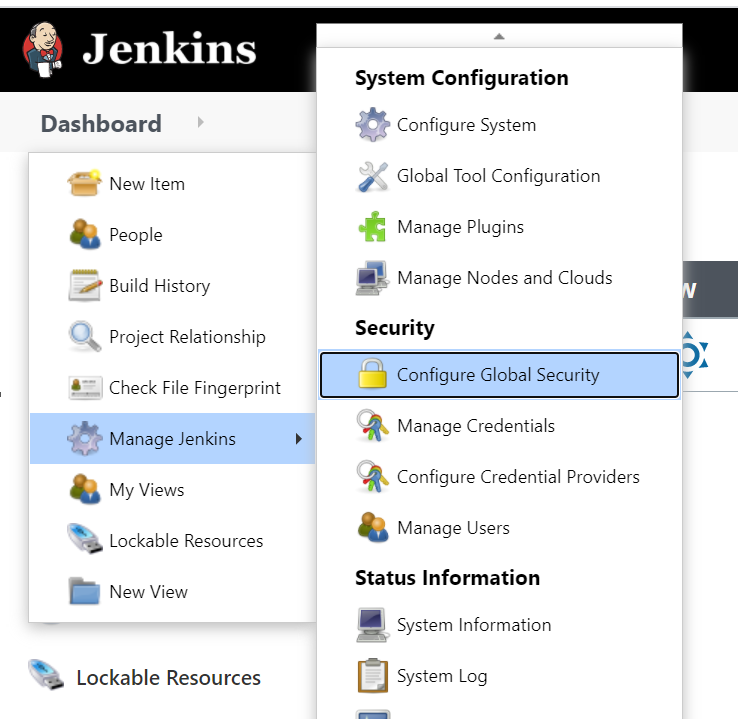 Jenkins
Dashboard
New Item
People
Build History
Project Relationship
Check File Fingerprint
Manage Jenkins
My Views
Lockable Resources
New View
System Configuration
Configure System
Global Tool Configuration
Manage Plugins
Manage Nodes and Clouds
Security
Configure Global Security
Manage Credentials
Configure Credential Providers
Manage Users
Status Information
System Information
System Log
Lockable Resources